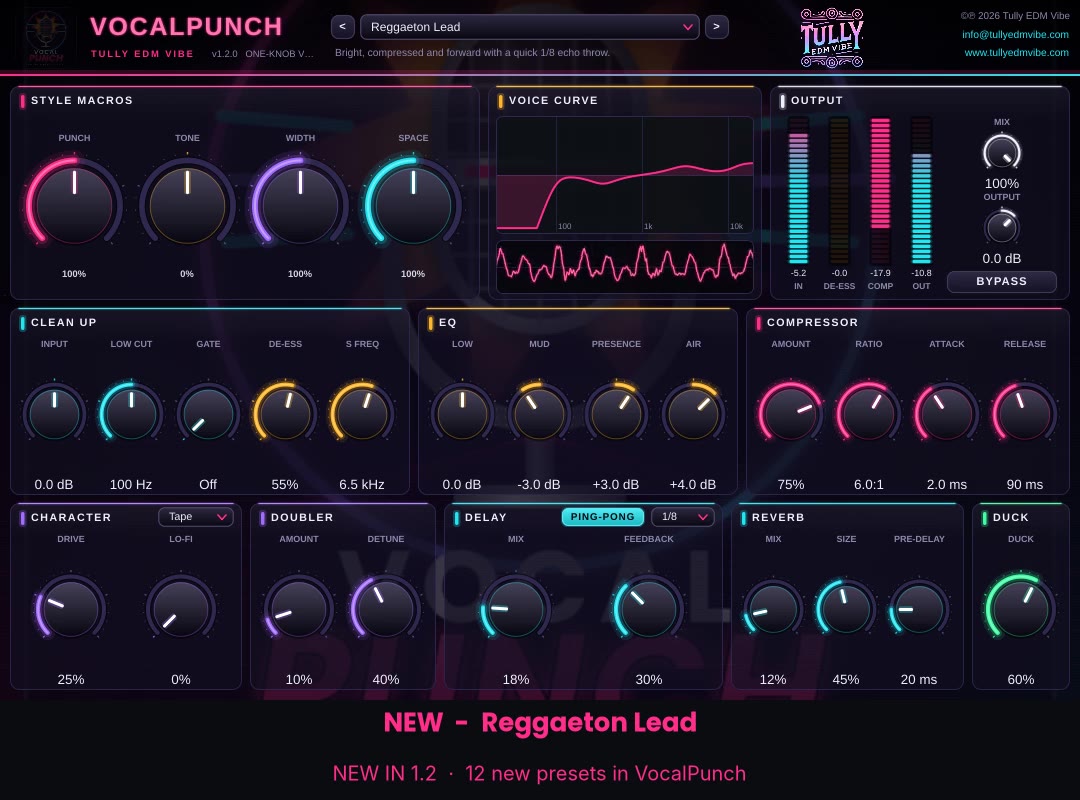 VOCALPUNCH
TULLY EDM VIBE v1.2.0 ONE-KNOB V...
< Reggaeton Lead >
Bright, compressed and forward with a quick 1/8 echo throw.
TULLY
EDM VIBE
©℗ 2026 Tully EDM Vibe
info@tullyedmvibe.com
www.tullyedmvibe.com
STYLE MACROS
PUNCH TONE WIDTH SPACE
100% 0% 100% 100%
VOICE CURVE
100 1k 10k
OUTPUT
-5.2 -0.0 -17.9 -10.8
IN DE-ESS COMP OUT
MIX
100%
OUTPUT
0.0 dB
BYPASS
CLEAN UP
INPUT LOW CUT GATE DE-ESS S FREQ
0.0 dB 100 Hz Off 55% 6.5 kHz
EQ
LOW MUD PRESENCE AIR
0.0 dB -3.0 dB +3.0 dB +4.0 dB
COMPRESSOR
AMOUNT RATIO ATTACK RELEASE
75% 6.0:1 2.0 ms 90 ms
CHARACTER Tape
DRIVE LO-FI
25% 0%
DOUBLER
AMOUNT DETUNE
10% 40%
DELAY PING-PONG 1/8
MIX FEEDBACK
18% 30%
REVERB
MIX SIZE PRE-DELAY
12% 45% 20 ms
DUCK
DUCK
60%
VOCAL
PUNCH
NEW - Reggaeton Lead
NEW IN 1.2 · 12 new presets in VocalPunch